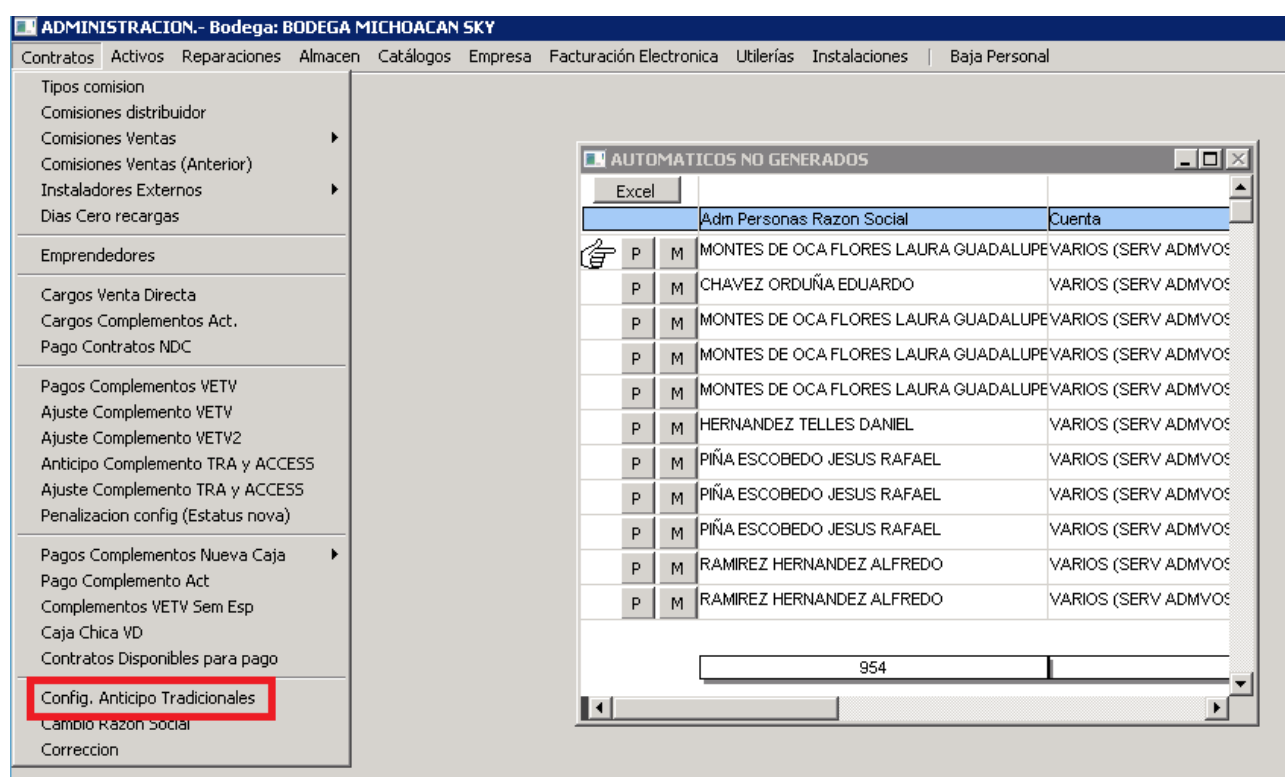 ADMINISTRACION.- Bodega: BODEGA MICHOACAN SKY
Contratos Activos Reparaciones Almacen Catálogos Empresa Facturación Electronica Utilerías Instalaciones | Baja Personal
Tipos comision
Comisiones distribuidor
Comisiones Ventas
Comisiones Ventas (Anterior)
Instaladores Externos
Dias Cero recargas
Emprendedores
Cargos Venta Directa
Cargos Complementos Act.
Pago Contratos NDC
Pagos Complementos VETV
Ajuste Complemento VETV
Ajuste Complemento VETV2
Anticipo Complemento TRA y ACCESS
Ajuste Complemento TRA y ACCESS
Penalizacion config (Estatus nova)
Pagos Complementos Nueva Caja
Pago Complemento Act
Complementos VETV Sem Esp
Caja Chica VD
Contratos Disponibles para pago
Config. Anticipo Tradicionales
Cambio Razon Social
Correccion
AUTOMATICOS NO GENERADOS
Excel
Adm Personas Razon Social Cuenta
P M MONTES DE OCA FLORES LAURA GUADALUPE VARIOS (SERV ADMVOS
P M CHAVEZ ORDUÑA EDUARDO VARIOS (SERV ADMVOS
P M MONTES DE OCA FLORES LAURA GUADALUPE VARIOS (SERV ADMVOS
P M MONTES DE OCA FLORES LAURA GUADALUPE VARIOS (SERV ADMVOS
P M MONTES DE OCA FLORES LAURA GUADALUPE VARIOS (SERV ADMVOS
P M HERNANDEZ TELLES DANIEL VARIOS (SERV ADMVOS
P M PIÑA ESCOBEDO JESUS RAFAEL VARIOS (SERV ADMVOS
P M PIÑA ESCOBEDO JESUS RAFAEL VARIOS (SERV ADMVOS
P M PIÑA ESCOBEDO JESUS RAFAEL VARIOS (SERV ADMVOS
P M RAMIREZ HERNANDEZ ALFREDO VARIOS (SERV ADMVOS
P M RAMIREZ HERNANDEZ ALFREDO VARIOS (SERV ADMVOS
954